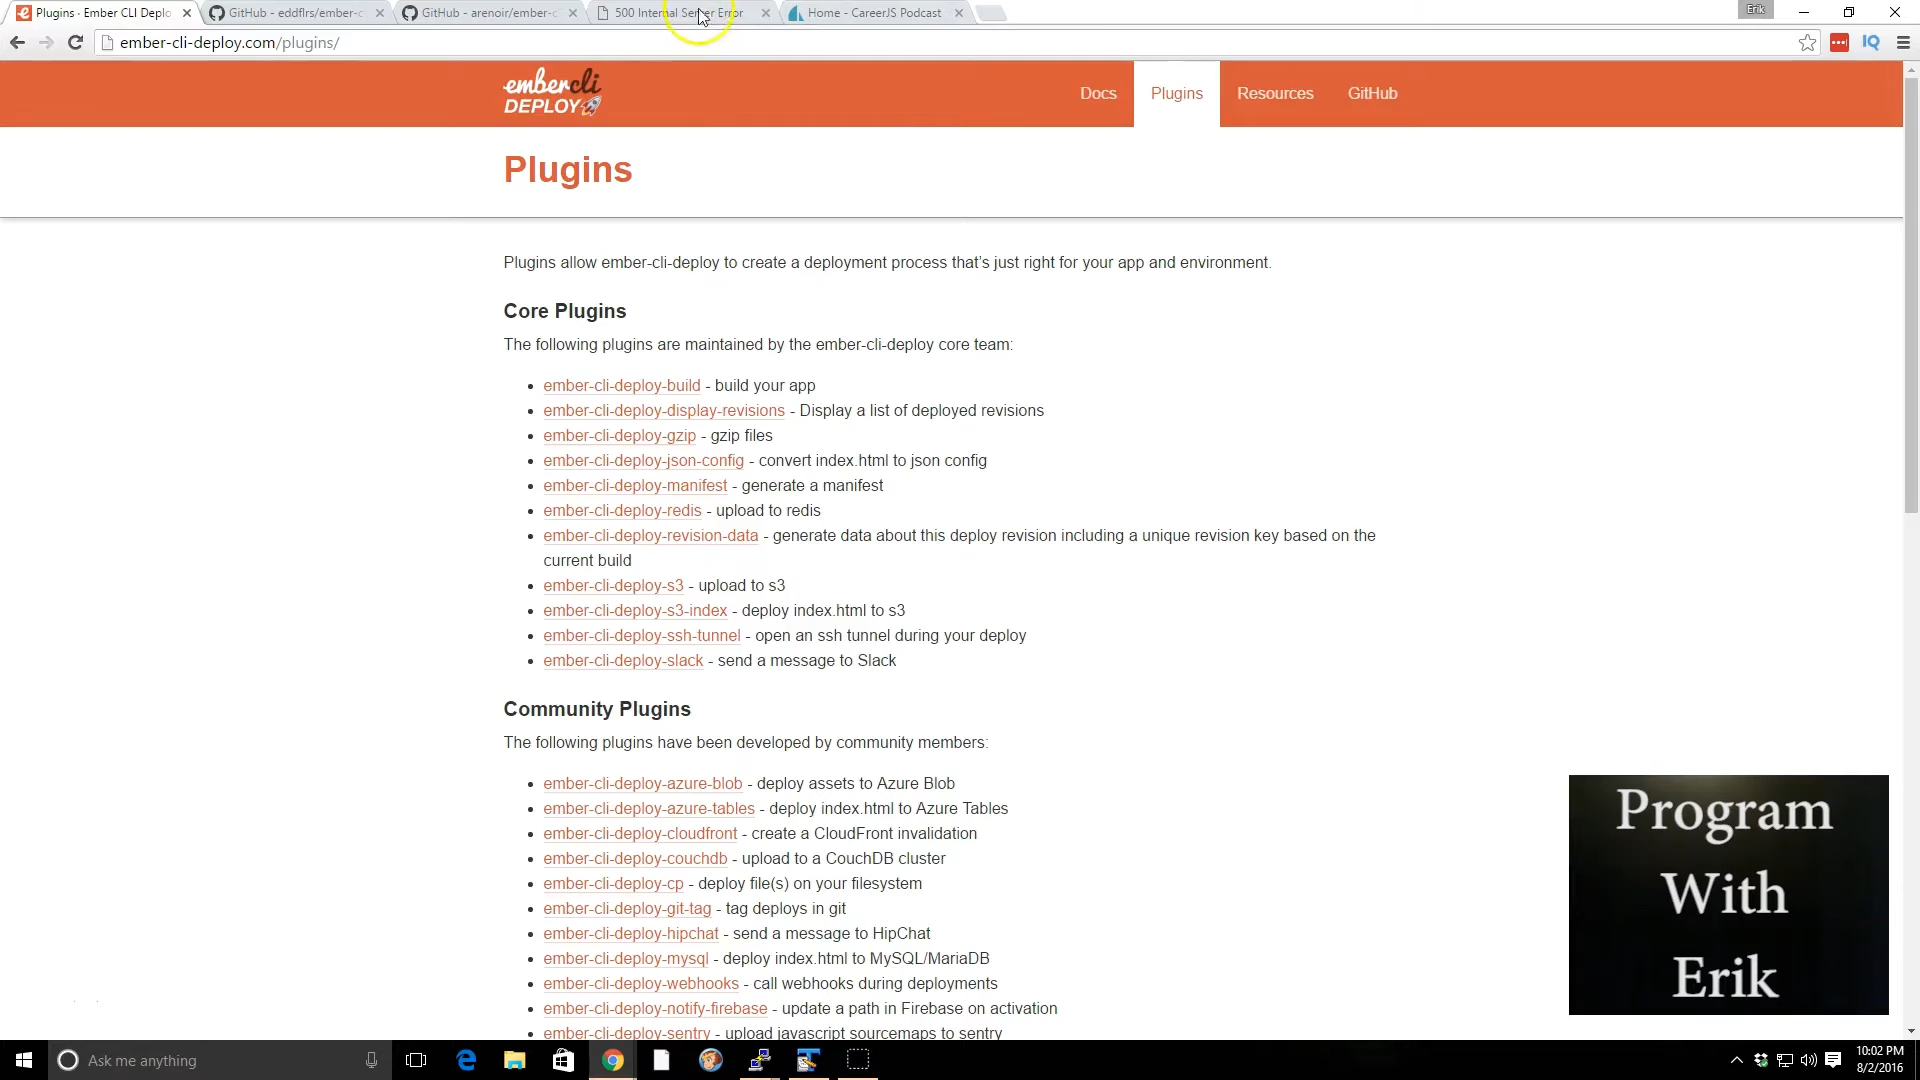 Plugins · Ember CLI Deplo
GitHub - eddflrs/ember-c
GitHub - arenoir/ember-c
500 Internal Server Error
Home - CareerJS Podcast
Erik
ember-cli-deploy.com/plugins/
IQ
embercli
DEPLOY
Docs
Plugins
Resources
GitHub
Plugins
Plugins allow ember-cli-deploy to create a deployment process that's just right for your app and environment.
Core Plugins
The following plugins are maintained by the ember-cli-deploy core team:
ember-cli-deploy-build - build your app
ember-cli-deploy-display-revisions - Display a list of deployed revisions
ember-cli-deploy-gzip - gzip files
ember-cli-deploy-json-config - convert index.html to json config
ember-cli-deploy-manifest - generate a manifest
ember-cli-deploy-redis - upload to redis
ember-cli-deploy-revision-data - generate data about this deploy revision including a unique revision key based on the
current build
ember-cli-deploy-s3 - upload to s3
ember-cli-deploy-s3-index - deploy index.html to s3
ember-cli-deploy-ssh-tunnel - open an ssh tunnel during your deploy
ember-cli-deploy-slack - send a message to Slack
Community Plugins
The following plugins have been developed by community members:
ember-cli-deploy-azure-blob - deploy assets to Azure Blob
ember-cli-deploy-azure-tables - deploy index.html to Azure Tables
ember-cli-deploy-cloudfront - create a CloudFront invalidation
ember-cli-deploy-couchdb - upload to a CouchDB cluster
ember-cli-deploy-cp - deploy file(s) on your filesystem
ember-cli-deploy-git-tag - tag deploys in git
ember-cli-deploy-hipchat - send a message to HipChat
ember-cli-deploy-mysql - deploy index.html to MySQL/MariaDB
ember-cli-deploy-webhooks - call webhooks during deployments
ember-cli-deploy-notify-firebase - update a path in Firebase on activation
ember-cli-deploy-sentry - upload javascript sourcemaps to sentry
Program
With
Erik
Ask me anything
10:02 PM
8/2/2016